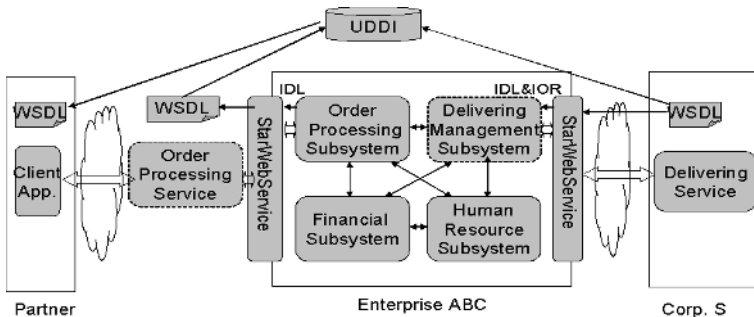 UDDI
WSDL
Client
App.
Partner
WSDL
Order
Processing
Service
StarWebService
IDL
Order
Processing
Subsystem
IDL&IOR
Delivering
Management
Subsystem
Financial
Subsystem
Human
Resource
Subsystem
Enterprise ABC
StarWebService
WSDL
Delivering
Service
Corp. S